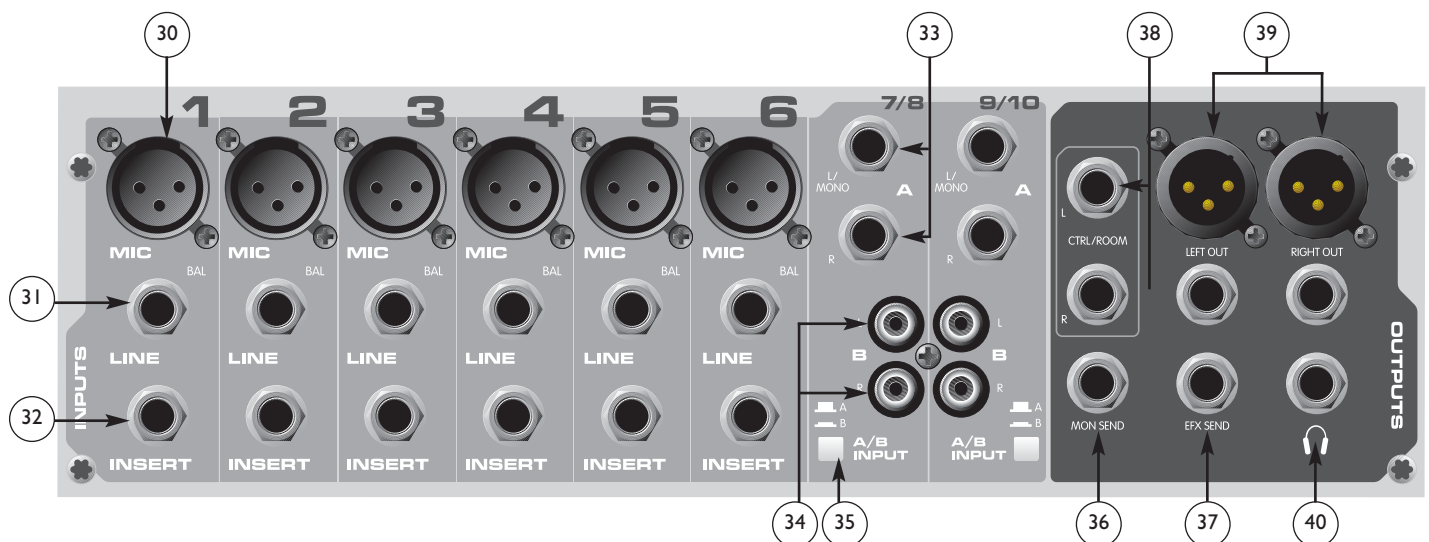 30 33 38 39
1 2 3 4 5 6 7/8 9/10
L/MONO A L/MONO A
L
MIC MIC MIC MIC MIC MIC
R R
CTRL/ROOM LEFT OUT RIGHT OUT
BAL BAL BAL BAL BAL BAL
31
R
L L
LINE LINE LINE LINE LINE LINE
B B
R R
INPUTS
OUTPUTS
32
A A
B B
MON SEND EFX SEND
INSERT INSERT INSERT INSERT INSERT INSERT
A/B INPUT A/B INPUT
34 35 36 37 40